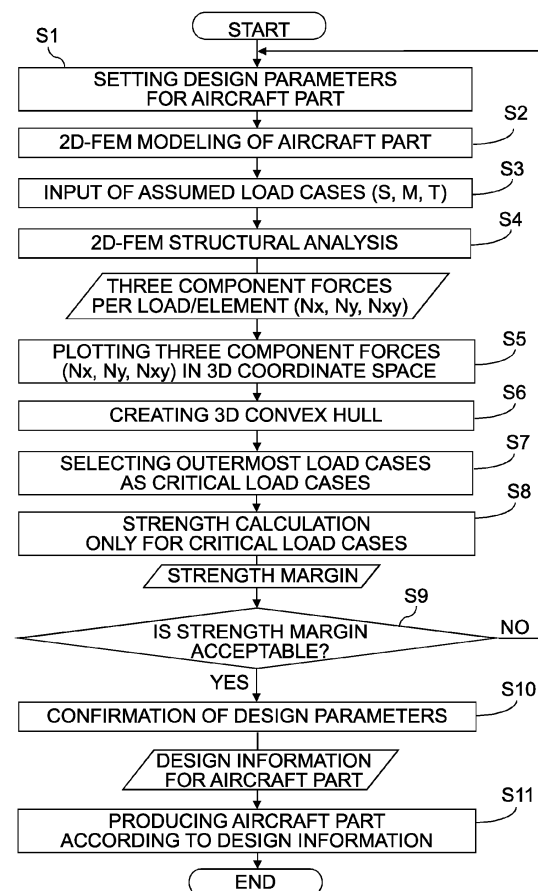 START
S1
SETTING DESIGN PARAMETERS
FOR AIRCRAFT PART
S2
2D-FEM MODELING OF AIRCRAFT PART
S3
INPUT OF ASSUMED LOAD CASES (S, M, T)
S4
2D-FEM STRUCTURAL ANALYSIS
THREE COMPONENT FORCES
PER LOAD/ELEMENT (Nx, Ny, Nxy)
S5
PLOTTING THREE COMPONENT FORCES
(Nx, Ny, Nxy) IN 3D COORDINATE SPACE
S6
CREATING 3D CONVEX HULL
S7
SELECTING OUTERMOST LOAD CASES
AS CRITICAL LOAD CASES
S8
STRENGTH CALCULATION
ONLY FOR CRITICAL LOAD CASES
STRENGTH MARGIN
S9
IS STRENGTH MARGIN
ACCEPTABLE?
NO
YES
S10
CONFIRMATION OF DESIGN PARAMETERS
DESIGN INFORMATION
FOR AIRCRAFT PART
S11
PRODUCING AIRCRAFT PART
ACCORDING TO DESIGN INFORMATION
END